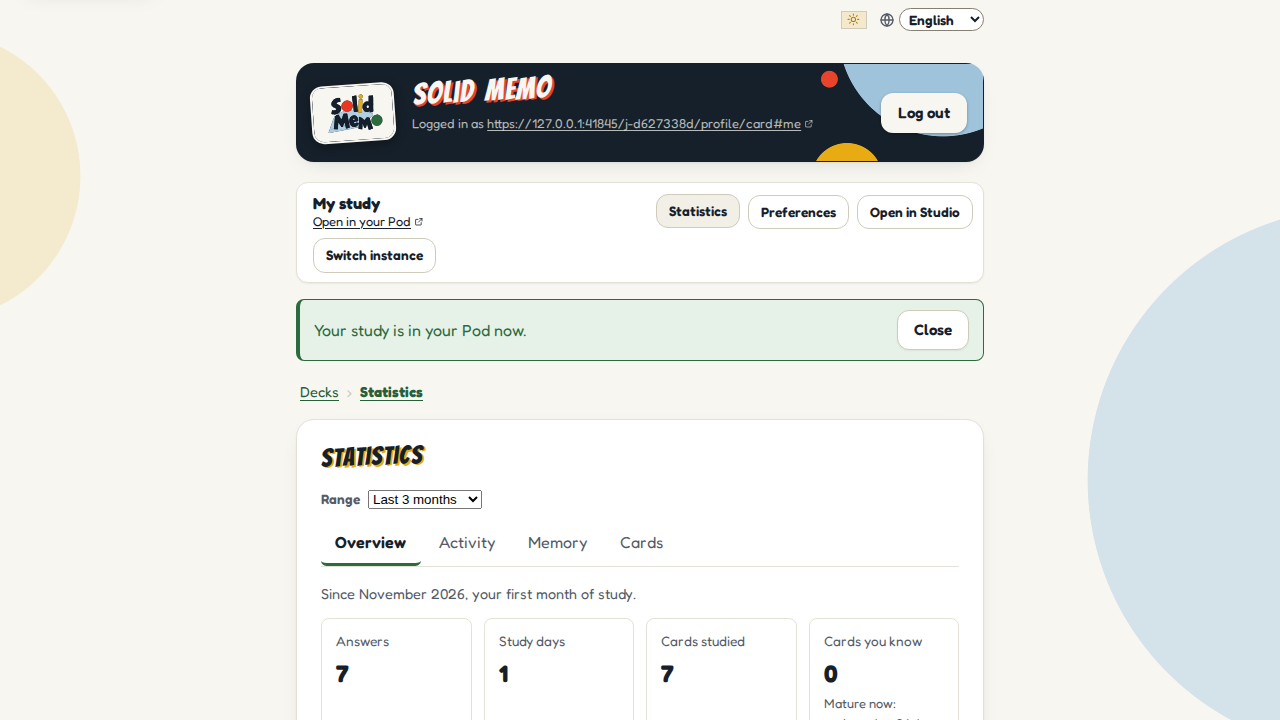 English
Solid Memo
SOLID MEMO
Logged in as https://127.0.0.1:41845/j-d627338d/profile/card#me
Log out
My study
Open in your Pod
Statistics
Preferences
Open in Studio
Switch instance
Your study is in your Pod now.
Close
Decks › Statistics
STATISTICS
Range Last 3 months
Overview
Activity
Memory
Cards
Since November 2026, your first month of study.
Answers
7
Study days
1
Cards studied
7
Cards you know
0
Mature now: